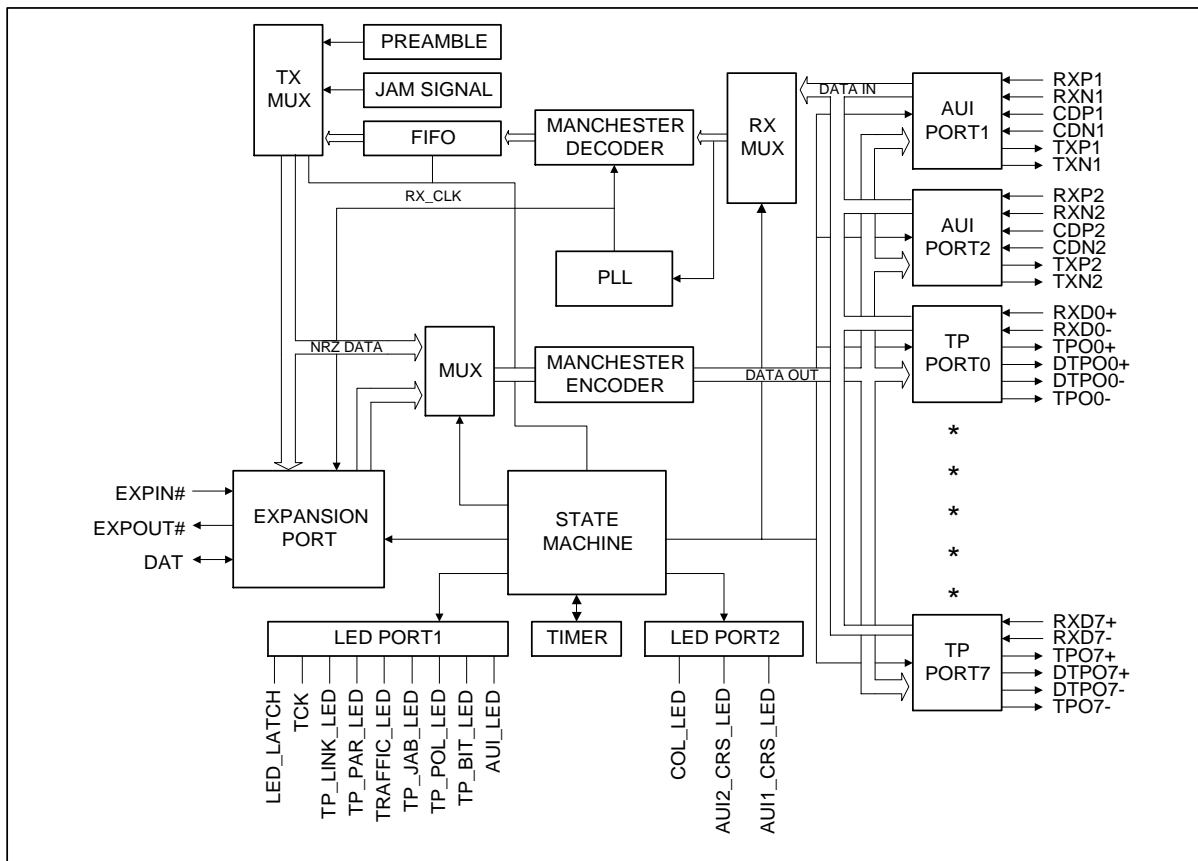 PREAMBLE
TX
MUX
JAM SIGNAL
FIFO
MANCHESTER
DECODER
RX
MUX
DATA IN
AUI
PORT1
RXP1
RXN1
CDP1
CDN1
TXP1
TXN1
RX_CLK
PLL
AUI
PORT2
RXP2
RXN2
CDP2
CDN2
TXP2
TXN2
NRZ DATA
MUX
MANCHESTER
ENCODER
DATA OUT
TP
PORT0
RXD0+
RXD0-
TPO0+
DTPO0+
DTPO0-
TPO0-
*
*
*
*
*
EXPIN#
EXPOUT#
DAT
EXPANSION
PORT
STATE
MACHINE
LED PORT1
TIMER
LED PORT2
TP
PORT7
RXD7+
RXD7-
TPO7+
DTPO7+
DTPO7-
TPO7-
LED_LATCH
TCK
TP_LINK_LED
TP_PAR_LED
TRAFFIC_LED
TP_JAB_LED
TP_POL_LED
TP_BIT_LED
AUI_LED
COL_LED
AUI2_CRS_LED
AUI1_CRS_LED